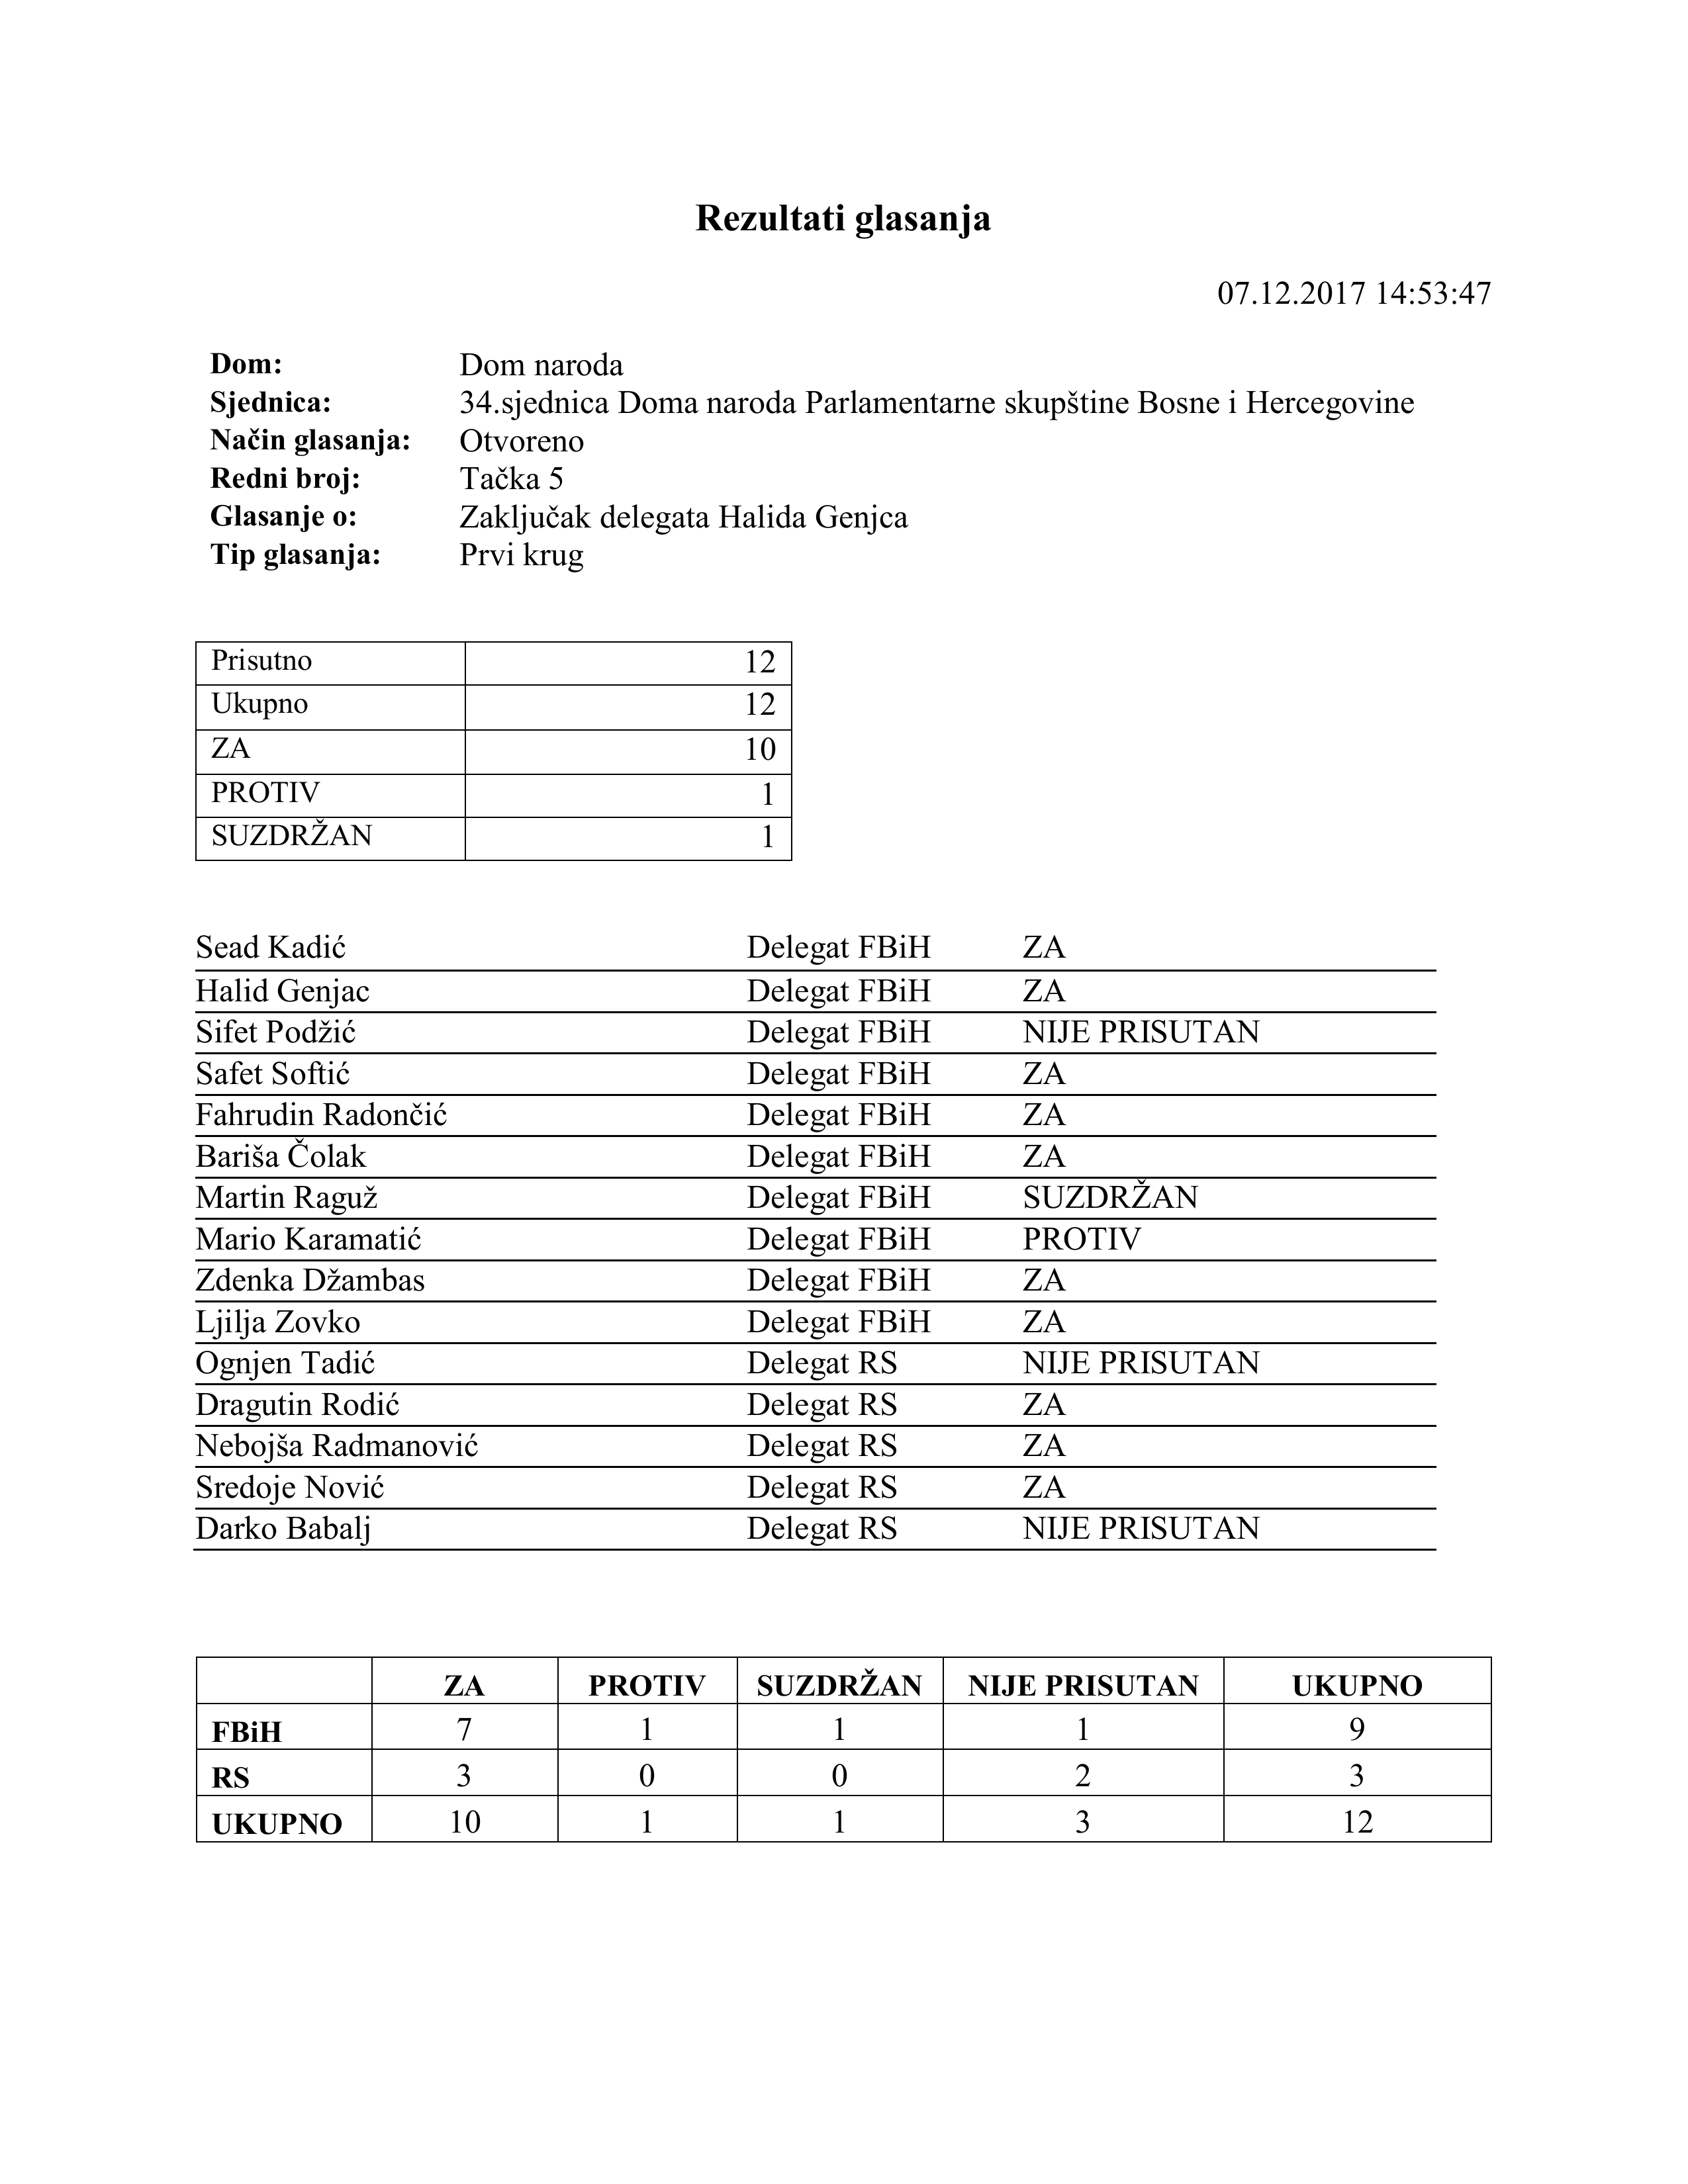 Rezultati glasanja
07.12.2017 14:53:47
Dom: Dom naroda
Sjednica: 34.sjednica Doma naroda Parlamentarne skupštine Bosne i Hercegovine
Način glasanja: Otvoreno
Redni broj: Tačka 5
Glasanje o: Zaključak delegata Halida Genjca
Tip glasanja: Prvi krug
Prisutno 12
Ukupno 12
ZA 10
PROTIV 1
SUZDRŽAN 1
Sead Kadić Delegat FBiH ZA
Halid Genjac Delegat FBiH ZA
Sifet Podžić Delegat FBiH NIJE PRISUTAN
Safet Softić Delegat FBiH ZA
Fahrudin Radončić Delegat FBiH ZA
Bariša Čolak Delegat FBiH ZA
Martin Raguž Delegat FBiH SUZDRŽAN
Mario Karamatić Delegat FBiH PROTIV
Zdenka Džambas Delegat FBiH ZA
Ljilja Zovko Delegat FBiH ZA
Ognjen Tadić Delegat RS NIJE PRISUTAN
Dragutin Rodić Delegat RS ZA
Nebojša Radmanović Delegat RS ZA
Sredoje Nović Delegat RS ZA
Darko Babalj Delegat RS NIJE PRISUTAN
ZA PROTIV SUZDRŽAN NIJE PRISUTAN UKUPNO
FBiH 7 1 1 1 9
RS 3 0 0 2 3
UKUPNO 10 1 1 3 12